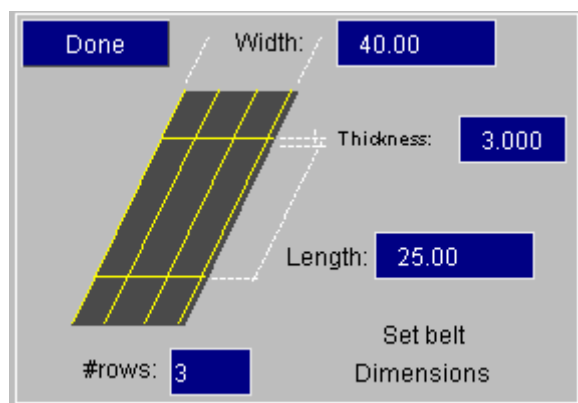 Done
Width: 40.00
Thickness: 3.000
Length: 25.00
Set belt
Dimensions
#rows: 3